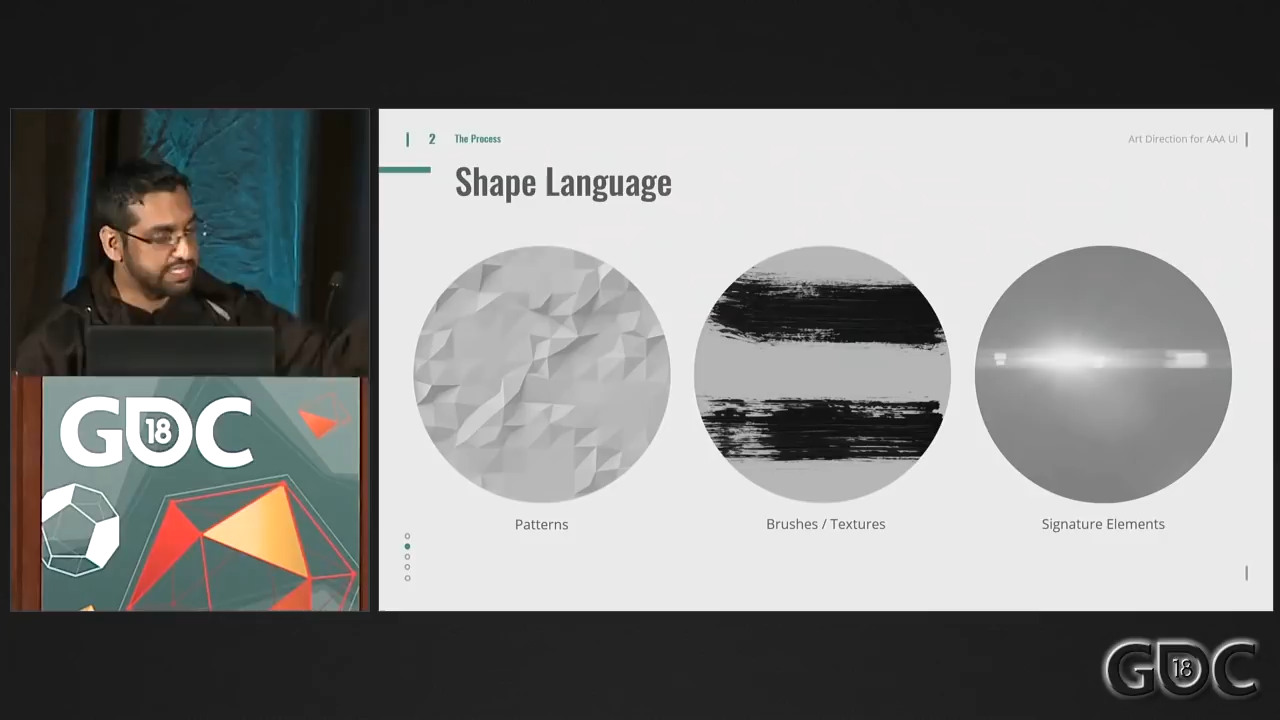 2 The Process
Art Direction for AAA UI
Shape Language
Patterns
Brushes / Textures
Signature Elements
GDC
18
GDC
18